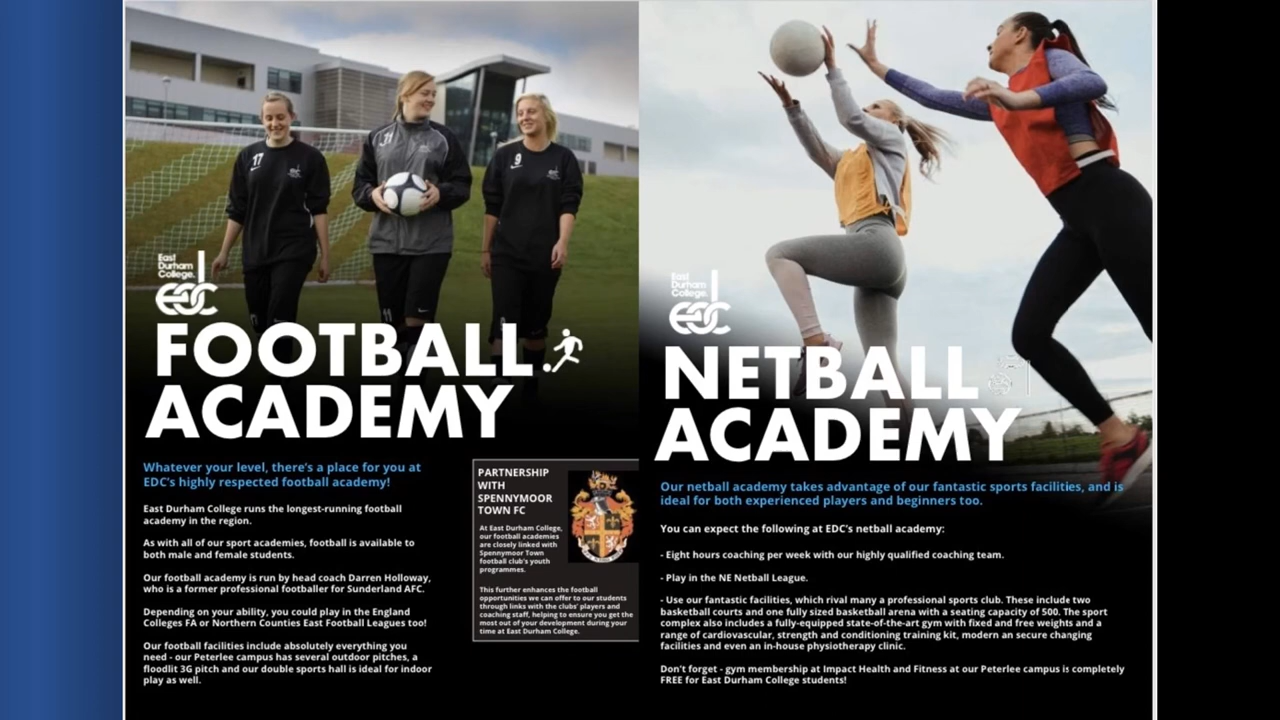 17
11
9
11
11
East
Durham
College.
edc
FOOTBALL
ACADEMY
Whatever your level, there's a place for you at
EDC's highly respected football academy!
East Durham College runs the longest-running football
academy in the region.
As with all of our sport academies, football is available to
both male and female students.
Our football academy is run by head coach Darren Holloway,
who is a former professional footballer for Sunderland AFC.
Depending on your ability, you could play in the England
Colleges FA or Northern Counties East Football Leagues too!
Our football facilities include absolutely everything you
need - our Peterlee campus has several outdoor pitches, a
floodlit 3G pitch and our double sports hall is ideal for indoor
play as well.
PARTNERSHIP
WITH
SPENNYMOOR
TOWN FC
At East Durham College,
our football academies
are closely linked with
Spennymoor Town
football club's youth
programmes.
This further enhances the football
opportunities we can offer to our students
through links with the clubs' players and
coaching staff, helping to ensure you get the
most out of your development during your
time at East Durham College.
East
Durham
College.
edc
NETBALL
ACADEMY
Our netball academy takes advantage of our fantastic sports facilities, and is
ideal for both experienced players and beginners too.
You can expect the following at EDC's netball academy:
- Eight hours coaching per week with our highly qualified coaching team.
- Play in the NE Netball League.
- Use our fantastic facilities, which rival many a professional sports club. These include two
basketball courts and one fully sized basketball arena with a seating capacity of 500. The sport
complex also includes a fully-equipped state-of-the-art gym with fixed and free weights and a
range of cardiovascular, strength and conditioning training kit, modern an secure changing
facilities and even an in-house physiotherapy clinic.
Don't forget - gym membership at Impact Health and Fitness at our Peterlee campus is completely
FREE for East Durham College students!